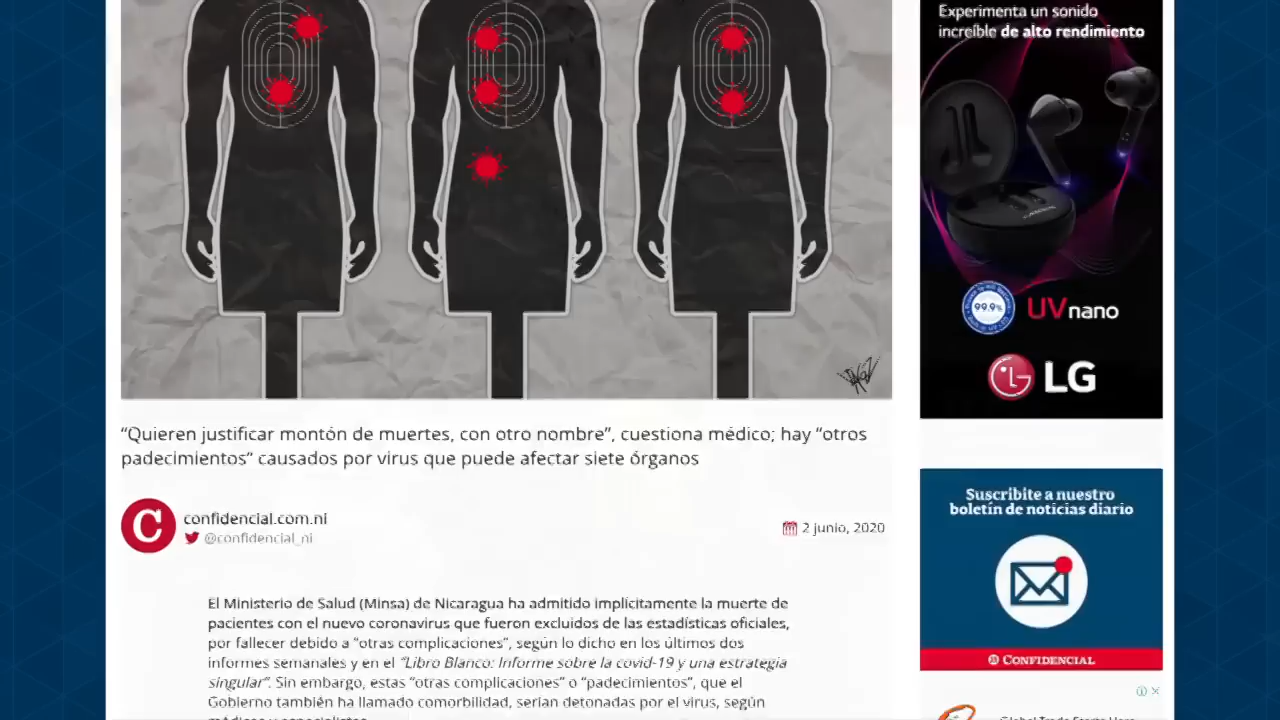 Experimenta un sonido
increíble de alto rendimiento
99.9%
UVnano
LG
“Quieren justificar montón de muertes, con otro nombre”, cuestiona médico; hay “otros
padecimientos” causados por virus que puede afectar siete órganos
Suscribite a nuestro
boletín de noticias diario
C
confidencial.com.ni
@confidencial_ni
2 junio, 2020
El Ministerio de Salud (Minsa) de Nicaragua ha admitido implícitamente la muerte de
pacientes con el nuevo coronavirus que fueron excluidos de las estadísticas oficiales,
por fallecer debido a “otras complicaciones”, según lo dicho en los últimos dos
informes semanales y en el “Libro Blanco: Informe sobre la covid-19 y una estrategia
singular”. Sin embargo, estas “otras complicaciones” o “padecimientos”, que el
Gobierno también ha llamado comorbilidad, serían detonadas por el virus, según
CONFIDENCIAL